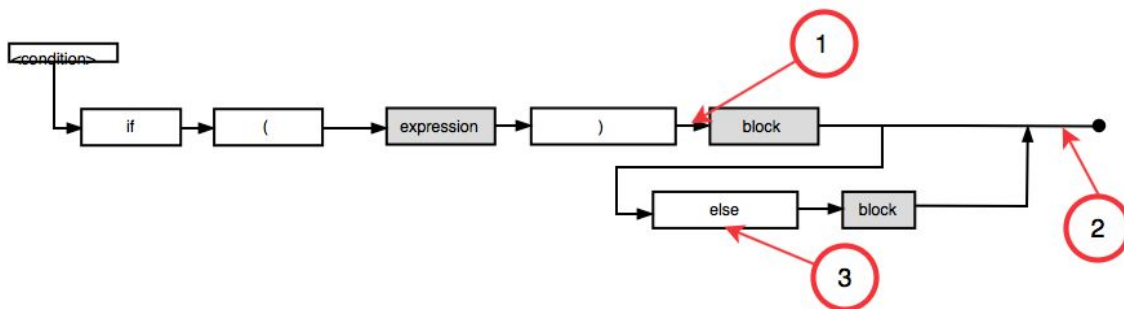 1
<condition>
if
(
expression
)
block
else
block
2
3